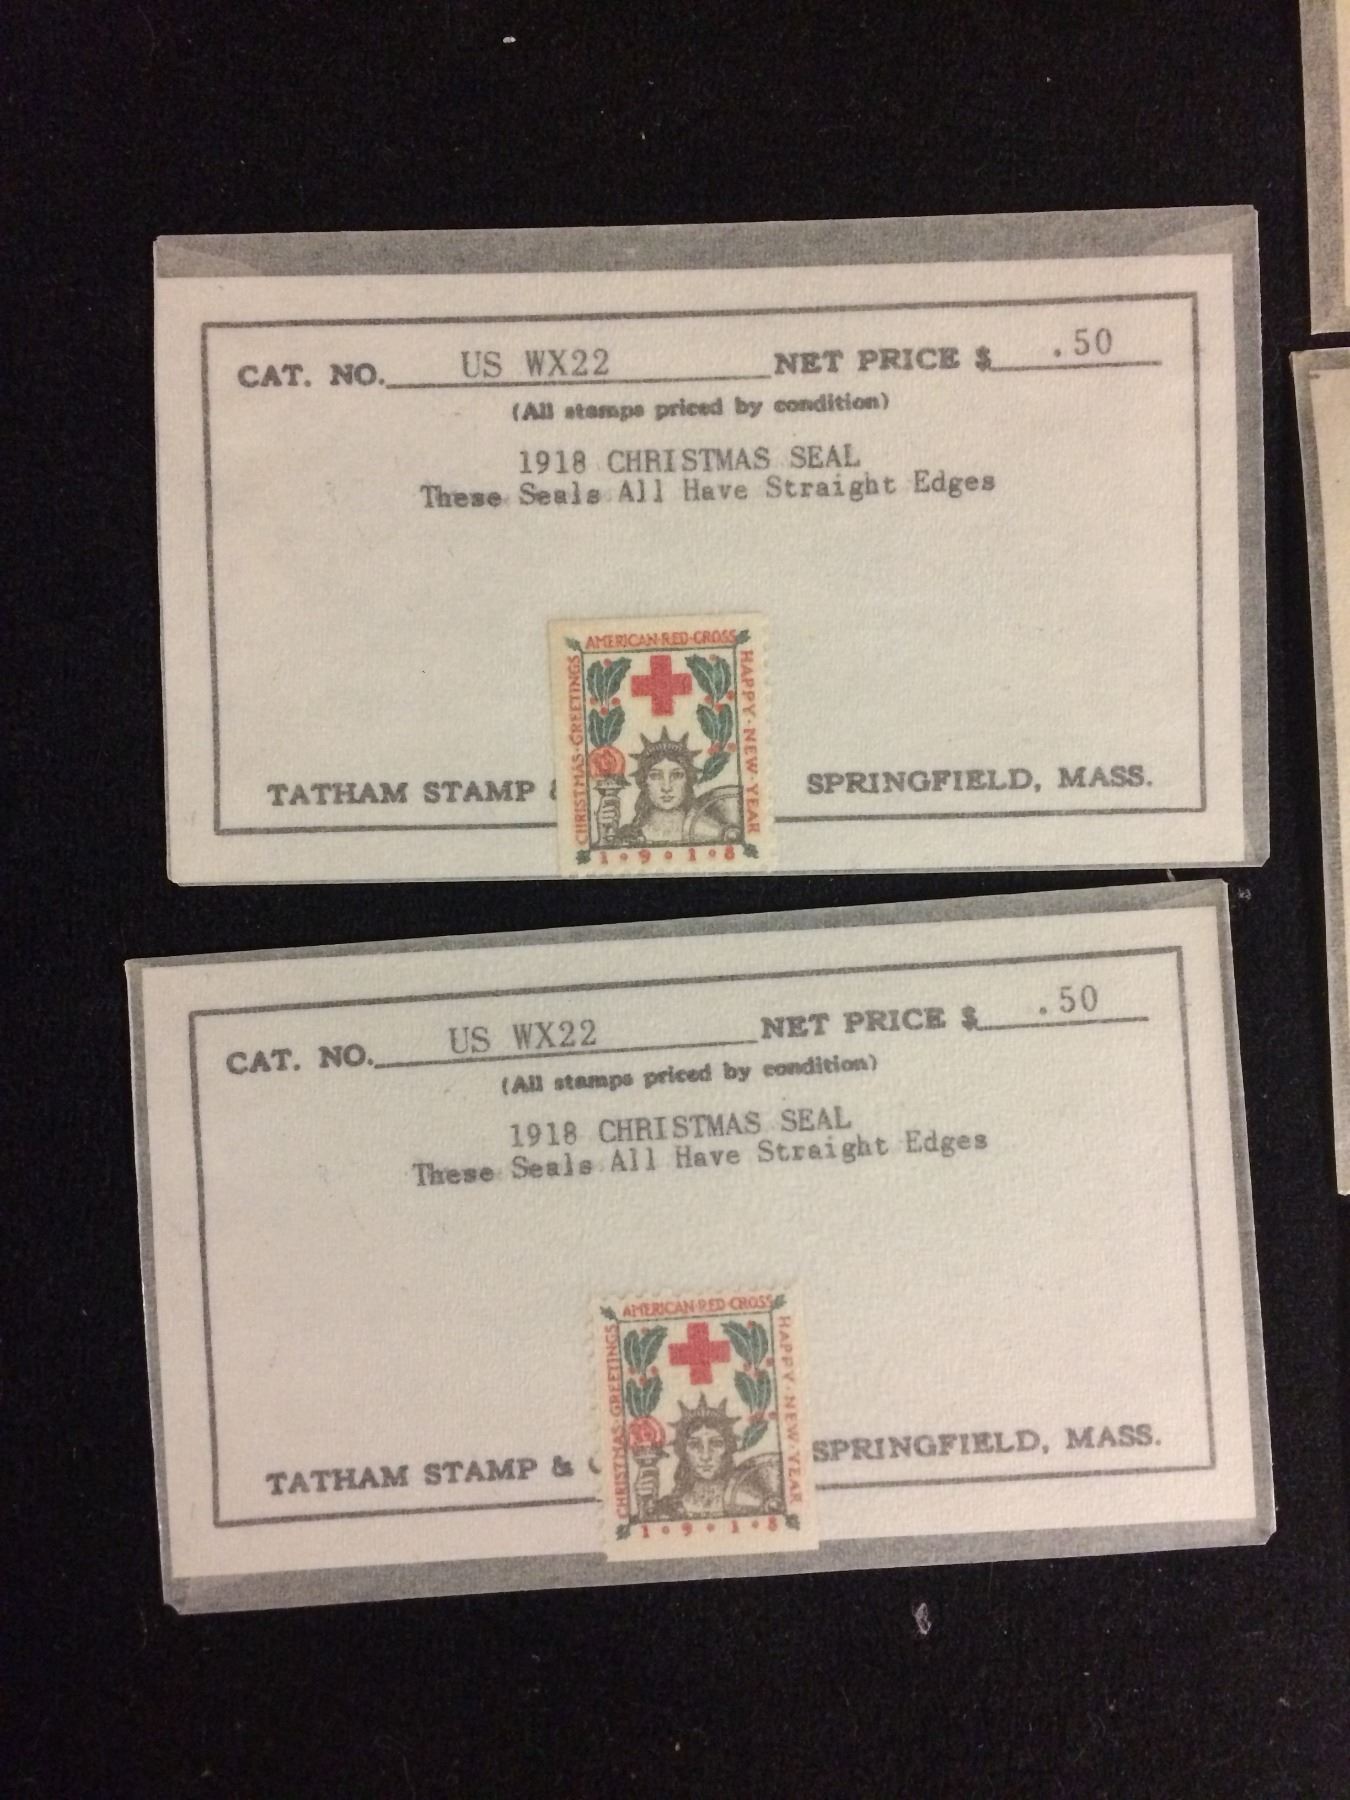 CAT. NO. US WX22 NET PRICE $ .50
(All stamps priced by condition)
1918 CHRISTMAS SEAL
These Seals All Have Straight Edges
AMERICAN·RED·CROSS
CHRISTMAS·GREETINGS
HAPPY·NEW·YEAR
1·9·1·8
TATHAM STAMP & SPRINGFIELD, MASS.
CAT. NO. US WX22 NET PRICE $ .50
(All stamps priced by condition)
1918 CHRISTMAS SEAL
These Seals All Have Straight Edges
AMERICAN·RED·CROSS
CHRISTMAS·GREETINGS
HAPPY·NEW·YEAR
1·9·1·8
TATHAM STAMP & SPRINGFIELD, MASS.